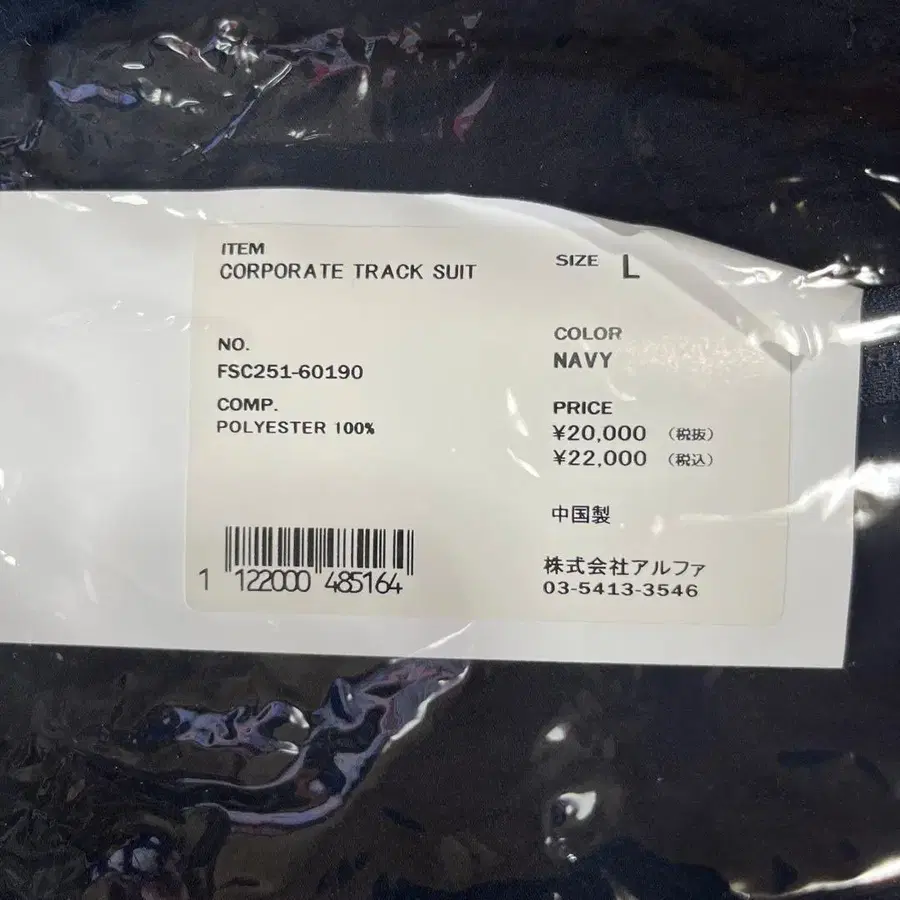 ITEM
CORPORATE TRACK SUIT
SIZE L
NO.
FSC251-60190
COMP.
POLYESTER 100%
COLOR
NAVY
PRICE
¥20,000 (税抜)
¥22,000 (税込)
中国製
株式会社アルファ
03-5413-3546
1 122000 485164